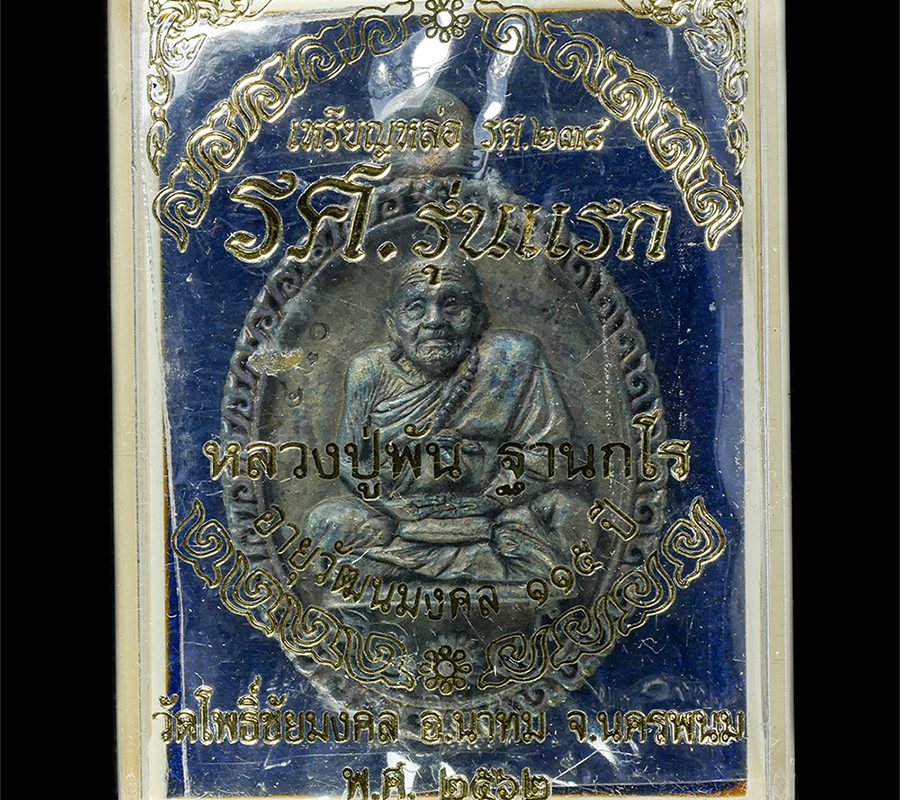 เหรียญหล่อ รศ.๒๓๘
รศ. รุ่นแรก
หลวงปู่พัน ฐานกโร
อายุวัฒนมงคล ๑๑๕ ปี
วัดโพธิ์ชัยมงคล อ.นาทม จ.นครพนม
พ.ศ. ๒๕๖๒